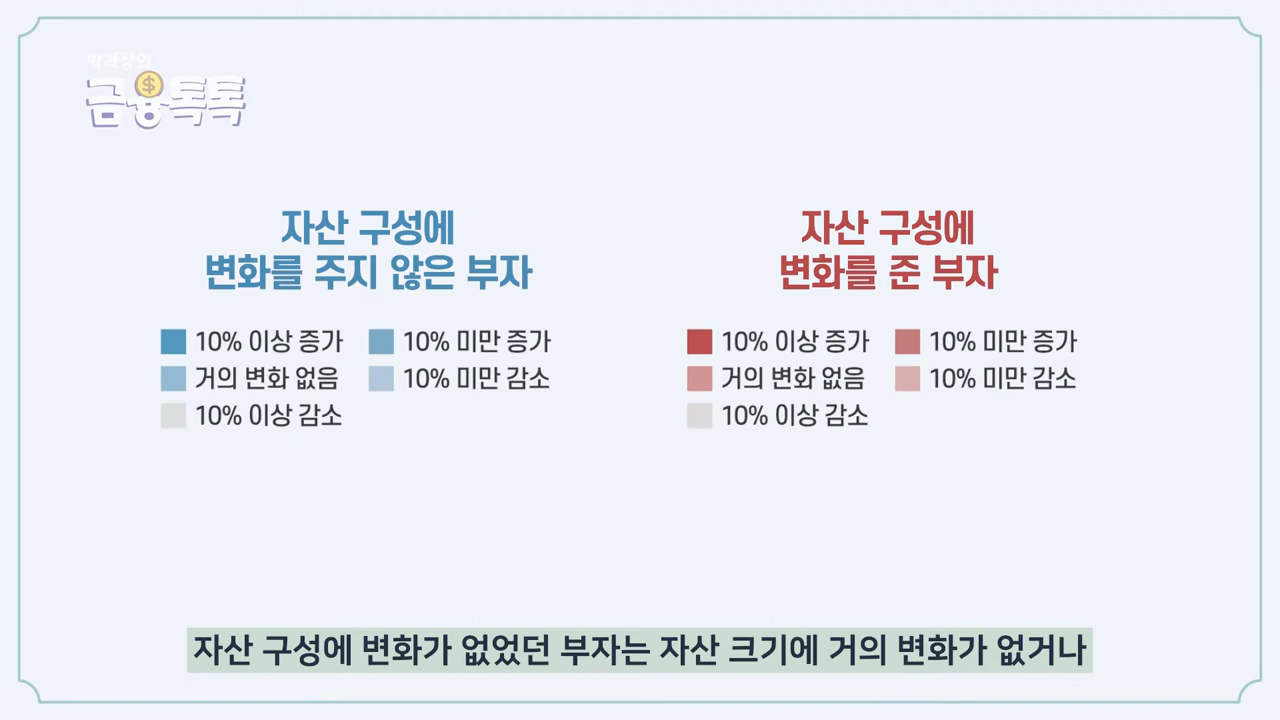 박과장의
금융톡톡
자산 구성에
변화를 주지 않은 부자
10% 이상 증가
10% 미만 증가
거의 변화 없음
10% 미만 감소
10% 이상 감소
자산 구성에
변화를 준 부자
10% 이상 증가
10% 미만 증가
거의 변화 없음
10% 미만 감소
10% 이상 감소
자산 구성에 변화가 없었던 부자는 자산 크기에 거의 변화가 없거나